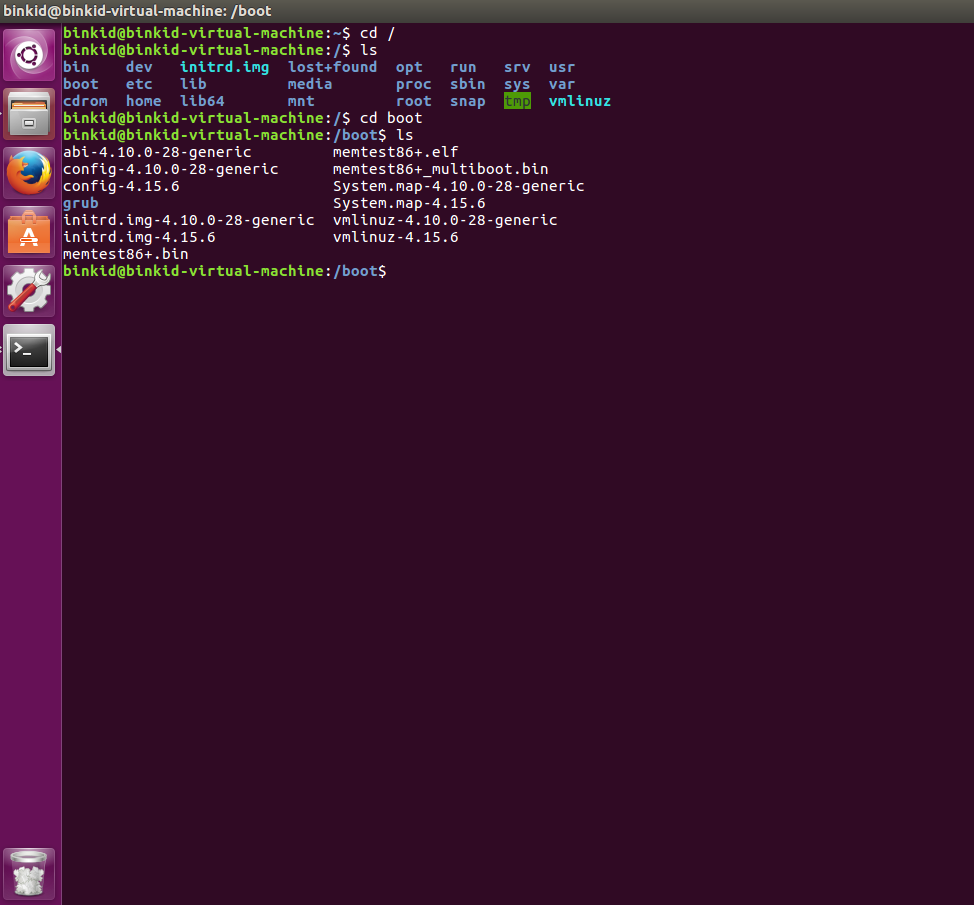 binkid@binkid-virtual-machine: /boot
binkid@binkid-virtual-machine:~$ cd /
binkid@binkid-virtual-machine:/$ ls
bin    dev   initrd.img  lost+found  opt   run   srv  usr
boot   etc   lib         media       proc  sbin  sys  var
cdrom  home  lib64       mnt         root  snap  tmp  vmlinuz
binkid@binkid-virtual-machine:/$ cd boot
binkid@binkid-virtual-machine:/boot$ ls
abi-4.10.0-28-generic         memtest86+.elf
config-4.10.0-28-generic      memtest86+_multiboot.bin
config-4.15.6                 System.map-4.10.0-28-generic
grub                          System.map-4.15.6
initrd.img-4.10.0-28-generic  vmlinuz-4.10.0-28-generic
initrd.img-4.15.6             vmlinuz-4.15.6
memtest86+.bin
binkid@binkid-virtual-machine:/boot$